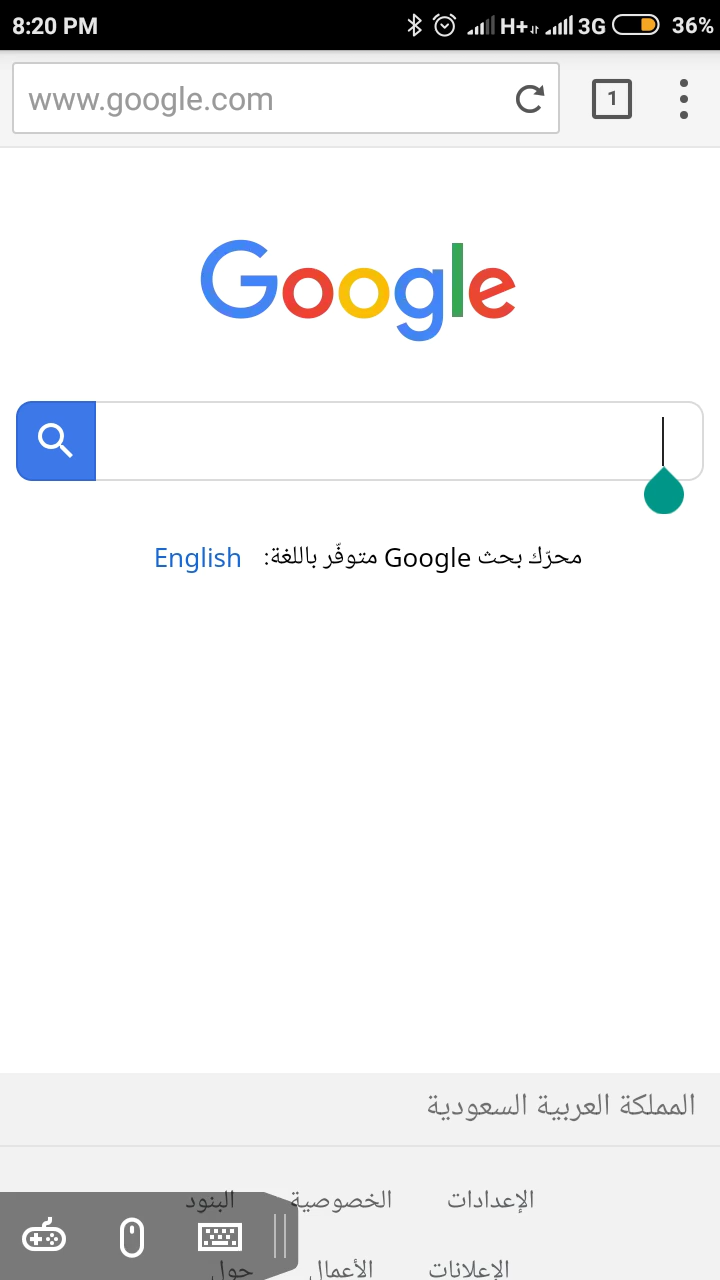 8:20 PM H+ 3G 36%
www.google.com 1
Google
محرّك بحث Google متوفّر باللغة: English
المملكة العربية السعودية
الإعدادات الخصوصية البنود
الإعلانات الأعمال حول